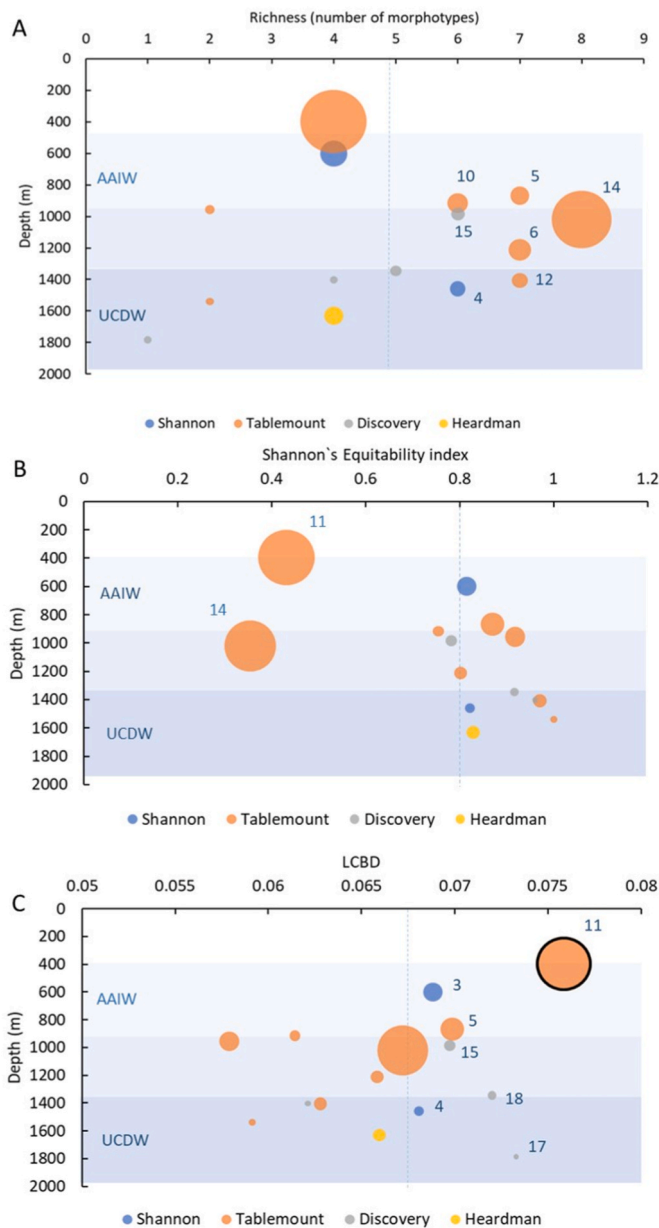 A
Richness (number of morphotypes)
0 1 2 3 4 5 6 7 8 9
0
200
400
600
800
1000
1200
1400
1600
1800
2000
Depth (m)
AAIW
UCDW
10
5
14
15
6
12
4
Shannon Tablemount Discovery Heardman
B
Shannon`s Equitability index
0 0.2 0.4 0.6 0.8 1 1.2
0
200
400
600
800
1000
1200
1400
1600
1800
2000
Depth (m)
AAIW
UCDW
11
14
Shannon Tablemount Discovery Heardman
C
LCBD
0.05 0.055 0.06 0.065 0.07 0.075 0.08
0
200
400
600
800
1000
1200
1400
1600
1800
2000
Depth (m)
AAIW
UCDW
11
3
5
15
18
4
17
Shannon Tablemount Discovery Heardman